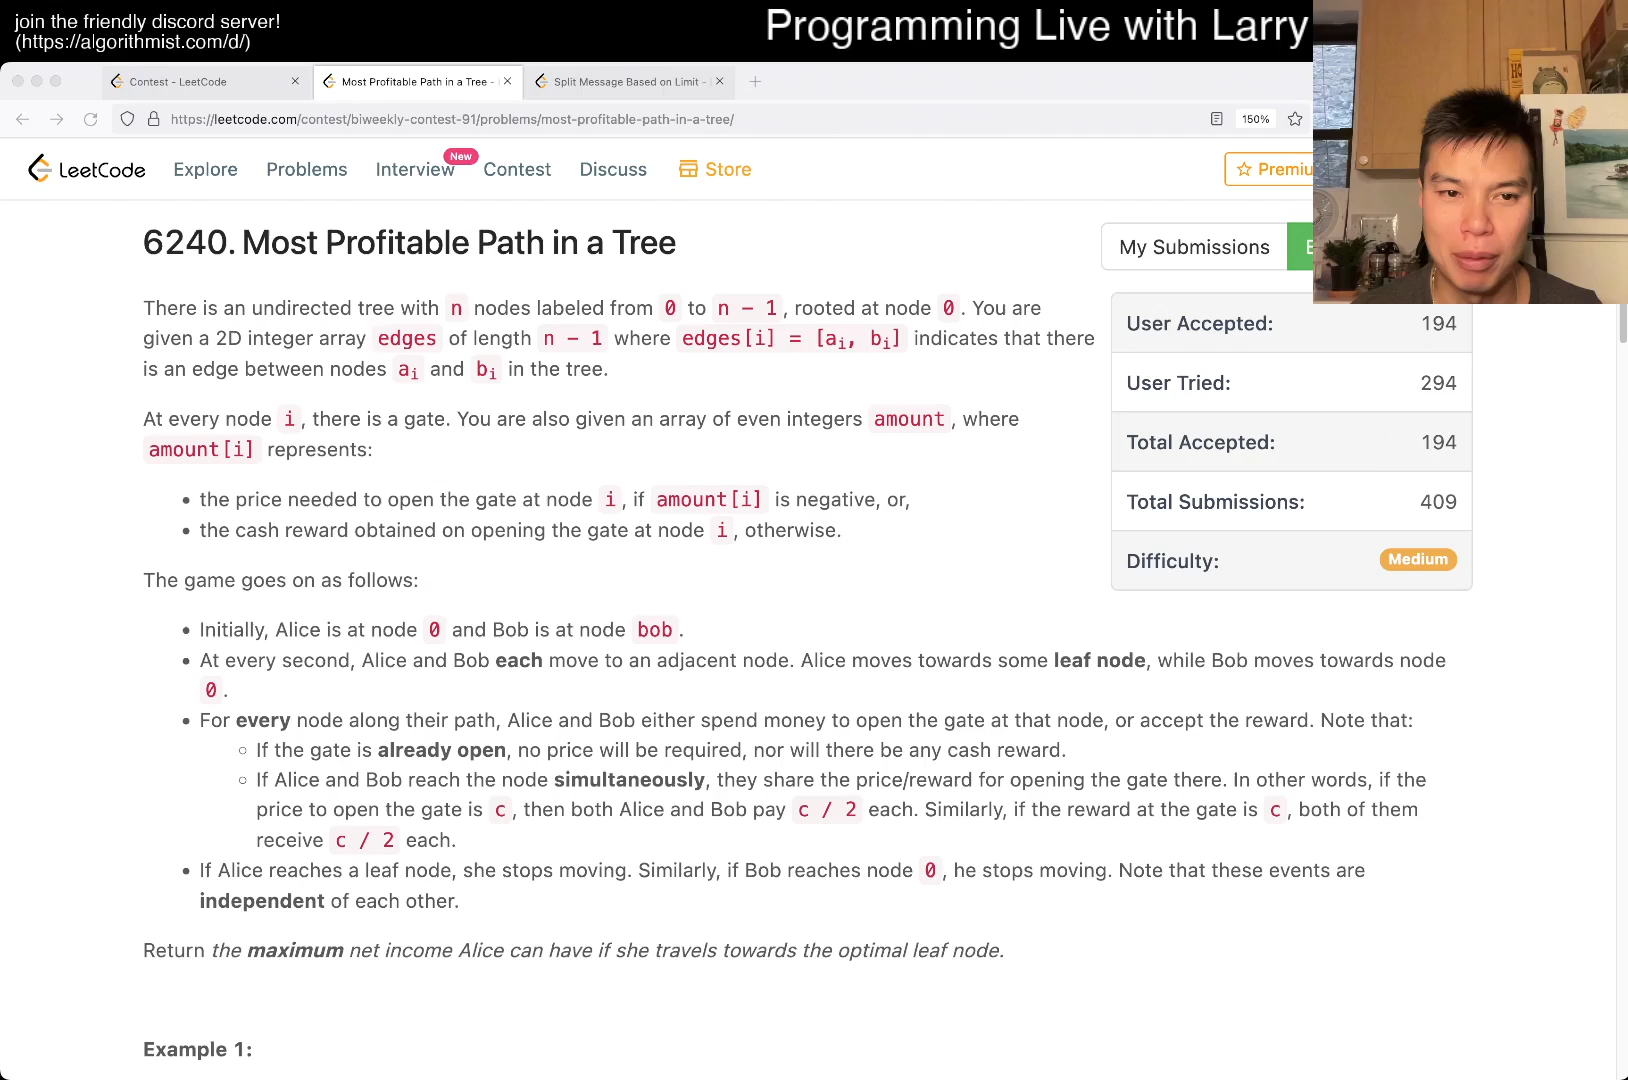 join the friendly discord server!
(https://algorithmist.com/d/)
Programming Live with Larry
Contest - LeetCode
Most Profitable Path in a Tree -
Split Message Based on Limit -
https://leetcode.com/contest/biweekly-contest-91/problems/most-profitable-path-in-a-tree/
150%
LeetCode
Explore
Problems
Interview
New
Contest
Discuss
Store
Premiu
6240. Most Profitable Path in a Tree
My Submissions
There is an undirected tree with n nodes labeled from 0 to n - 1, rooted at node 0. You are
given a 2D integer array edges of length n - 1 where edges[i] = [ai, bi] indicates that there
is an edge between nodes ai and bi in the tree.
At every node i, there is a gate. You are also given an array of even integers amount, where
amount[i] represents:
• the price needed to open the gate at node i, if amount[i] is negative, or,
• the cash reward obtained on opening the gate at node i, otherwise.
The game goes on as follows:
• Initially, Alice is at node 0 and Bob is at node bob.
• At every second, Alice and Bob each move to an adjacent node. Alice moves towards some leaf node, while Bob moves towards node
0.
• For every node along their path, Alice and Bob either spend money to open the gate at that node, or accept the reward. Note that:
◦ If the gate is already open, no price will be required, nor will there be any cash reward.
◦ If Alice and Bob reach the node simultaneously, they share the price/reward for opening the gate there. In other words, if the
price to open the gate is c, then both Alice and Bob pay c / 2 each. Similarly, if the reward at the gate is c, both of them
receive c / 2 each.
• If Alice reaches a leaf node, she stops moving. Similarly, if Bob reaches node 0, he stops moving. Note that these events are
independent of each other.
Return the maximum net income Alice can have if she travels towards the optimal leaf node.
Example 1:
User Accepted: 194
User Tried: 294
Total Accepted: 194
Total Submissions: 409
Difficulty: Medium